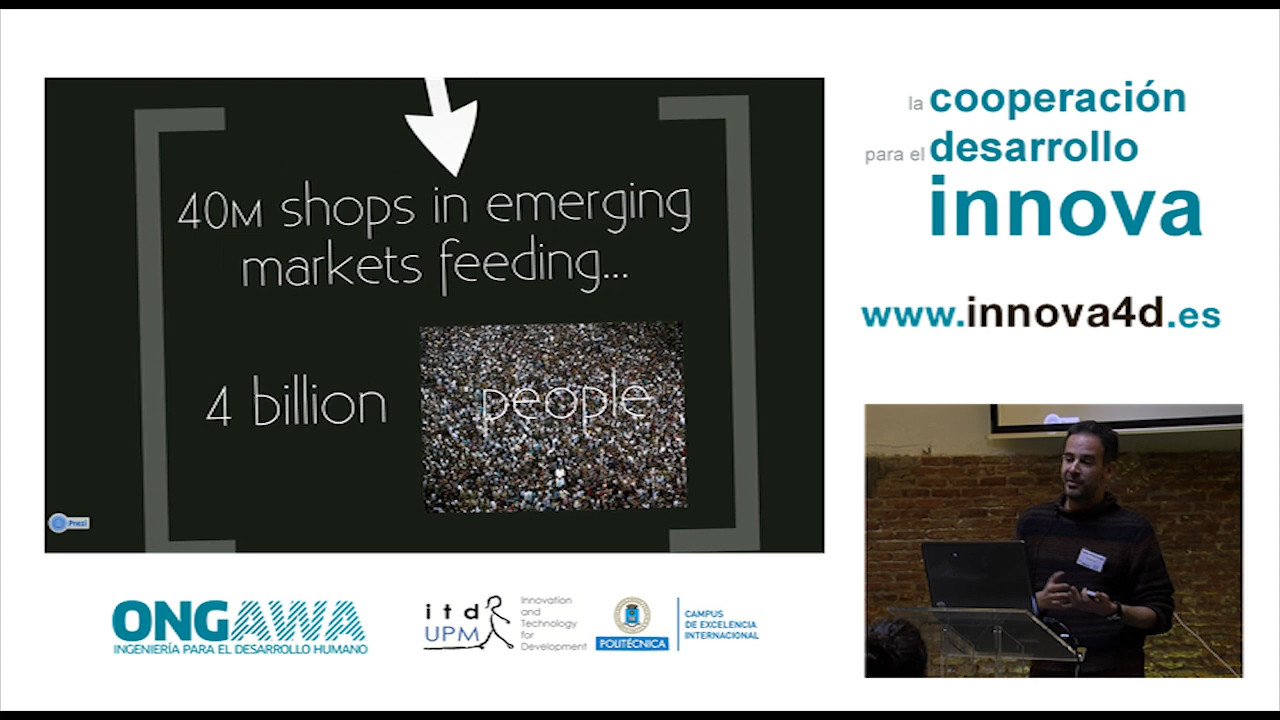 40M shops in emerging
markets feeding...
4 billion
people
Prezi
la cooperación
para el desarrollo
innova
www.innova4d.es
ONGAWA
INGENIERÍA PARA EL DESARROLLO HUMANO
itd
UPM
Innovation
and
Technology
for
Development
POLITÉCNICA
CAMPUS
DE EXCELENCIA
INTERNACIONAL